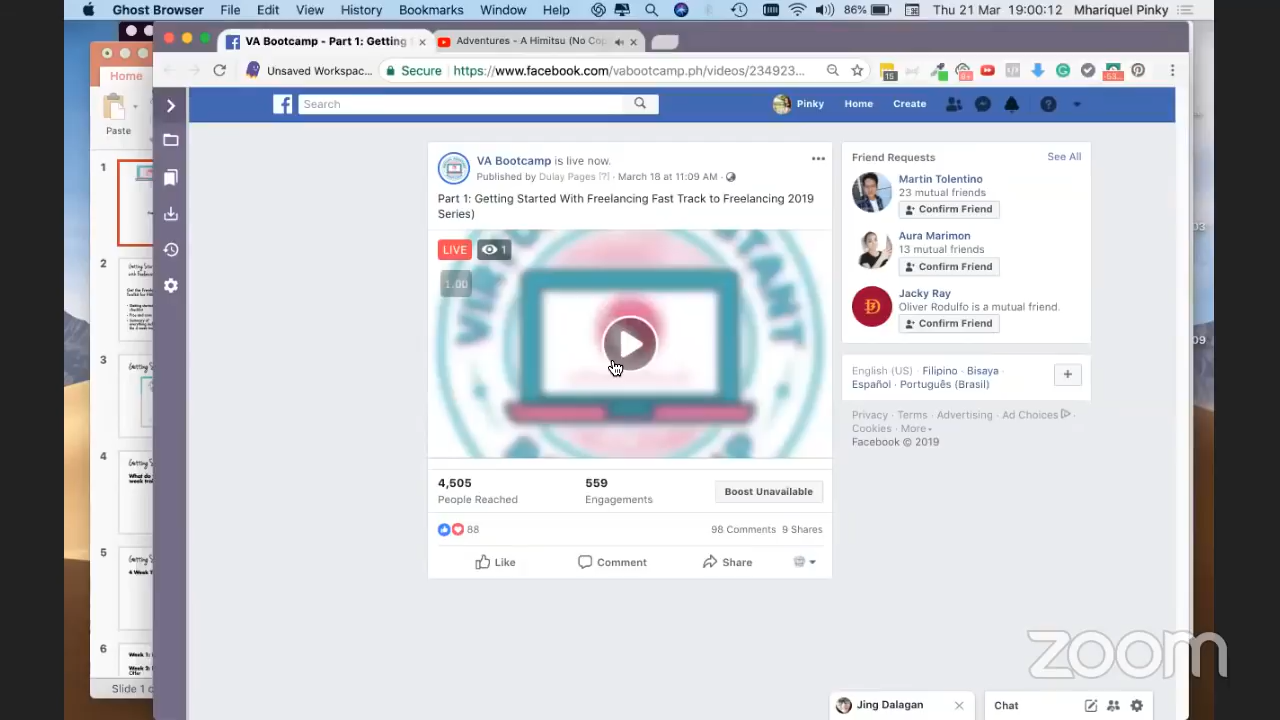 Ghost Browser File Edit View History Bookmarks Window Help 86% Thu 21 Mar 19:00:12 Mhariquel Pinky
VA Bootcamp - Part 1: Getting
Adventures - A Himitsu (No Cop
Unsaved Workspac...
Secure
https://www.facebook.com/vabootcamp.ph/videos/234923...
15
Home
Paste
Search
Pinky
Home
Create
VA Bootcamp is live now.
Published by Dulay Pages [?] · March 18 at 11:09 AM ·
Part 1: Getting Started With Freelancing Fast Track to Freelancing 2019
Series)
LIVE
1
1.00
4,505
People Reached
559
Engagements
Boost Unavailable
88
98 Comments 9 Shares
Like
Comment
Share
Friend Requests
See All
Martin Tolentino
23 mutual friends
Confirm Friend
Aura Marimon
13 mutual friends
Confirm Friend
Jacky Ray
Oliver Rodulfo is a mutual friend.
Confirm Friend
English (US) · Filipino · Bisaya ·
Español · Português (Brasil)
Privacy · Terms · Advertising · Ad Choices ·
Cookies · More
Facebook © 2019
1
2
3
4
5
6
Slide 1 o
Jing Dalagan
Chat
zoom